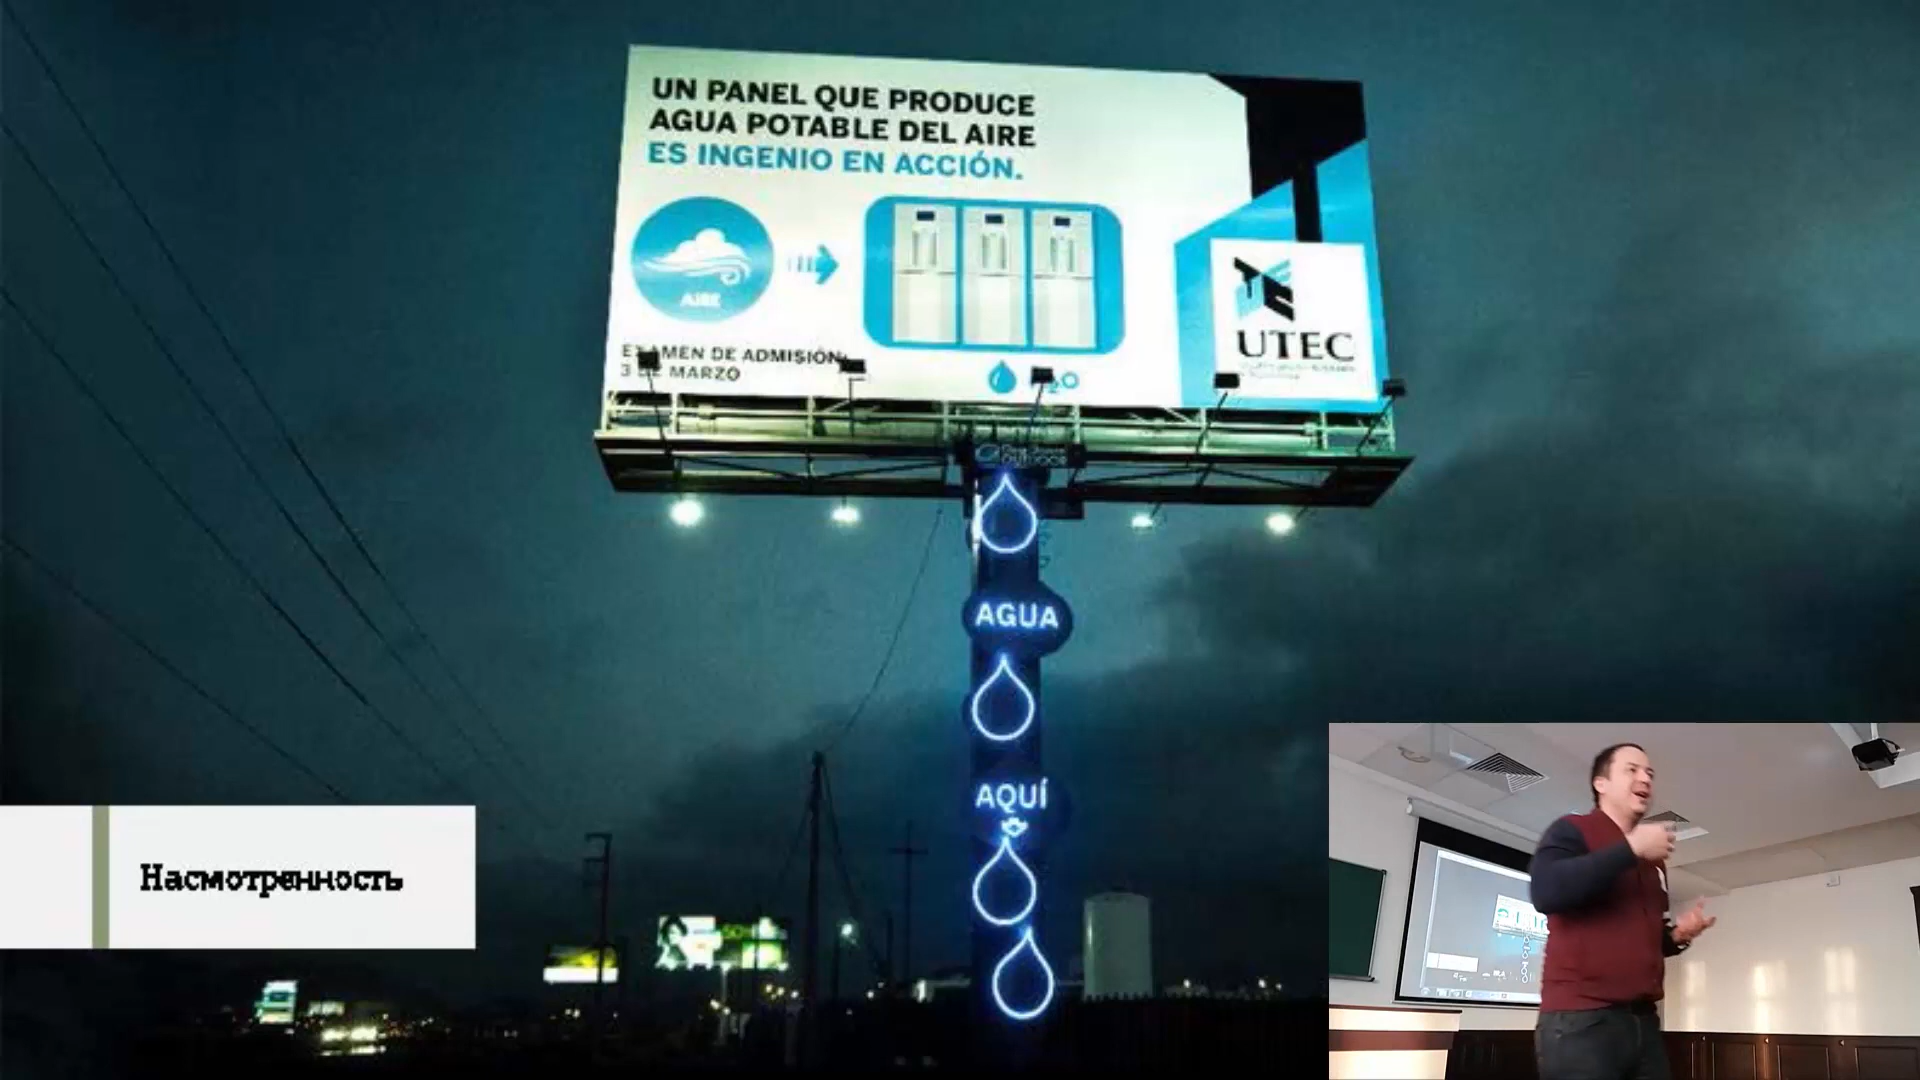 UN PANEL QUE PRODUCE
AGUA POTABLE DEL AIRE
ES INGENIO EN ACCIÓN.
AIRE
EXAMEN DE ADMISIÓN:
3 DE MARZO
H₂O
UTEC
AGUA
AQUÍ
Насмотренность